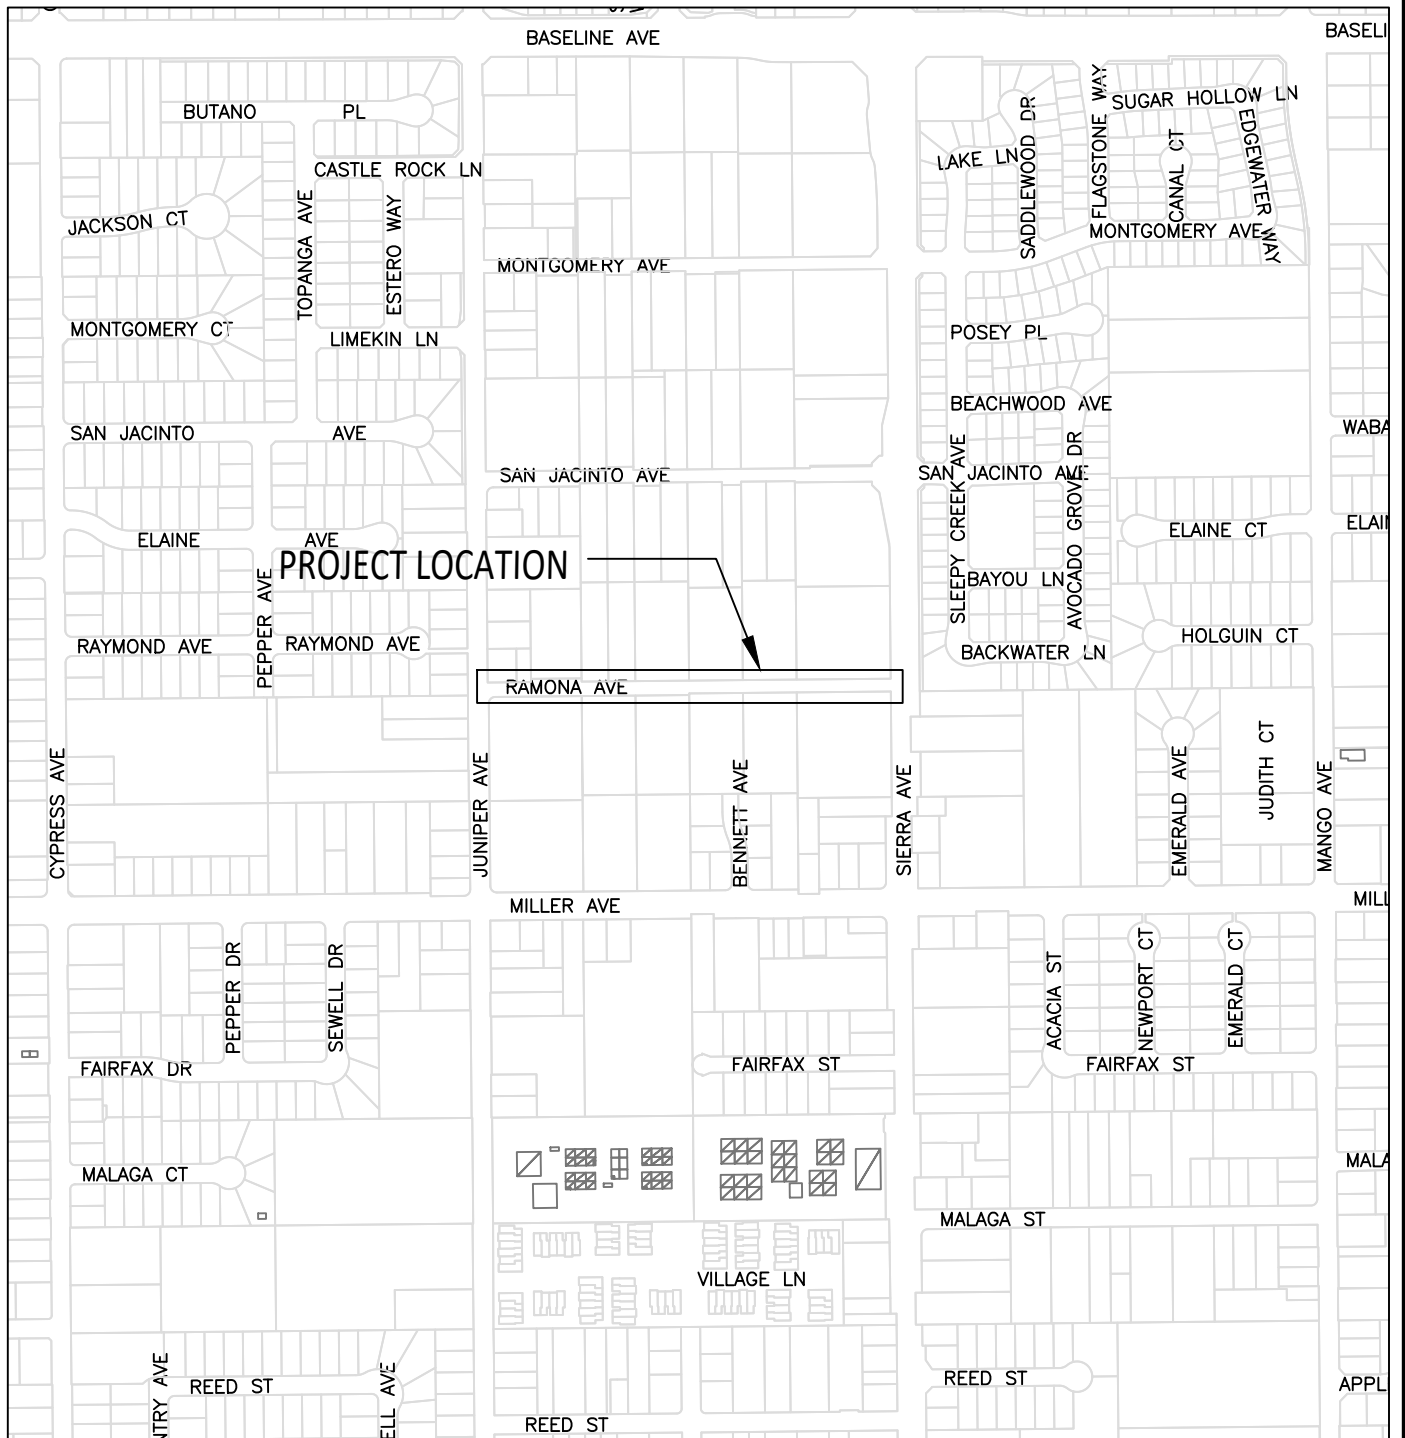 BASELINE AVE
BASELI
BUTANO PL
SUGAR HOLLOW LN
FLAGSTONE WAY
SADDLEWOOD DR
EDGEWATER WAY
CANAL CT
LAKE LN
CASTLE ROCK LN
TOPANGA AVE
ESTERO WAY
JACKSON CT
MONTGOMERY AVE
MONTGOMERY AVE
MONTGOMERY CT
LIMEKIN LN
POSEY PL
BEACHWOOD AVE
SAN JACINTO AVE
WABA
SAN JACINTO AVE
SAN JACINTO AVE
SLEEPY CREEK AVE
AVOCADO GROVE DR
ELAINE AVE
ELAINE CT
ELAIN
PROJECT LOCATION
BAYOU LN
PEPPER AVE
RAYMOND AVE
RAYMOND AVE
HOLGUIN CT
BACKWATER LN
RAMONA AVE
CYPRESS AVE
JUNIPER AVE
BENNETT AVE
SIERRA AVE
EMERALD AVE
JUDITH CT
MANGO AVE
MILLER AVE
MILL
PEPPER DR
SEWELL DR
ACACIA ST
NEWPORT CT
EMERALD CT
FAIRFAX DR
FAIRFAX ST
FAIRFAX ST
MALAGA CT
MALA
MALAGA ST
VILLAGE LN
NTRY AVE
REED ST
ELL AVE
REED ST
REED ST
APPL